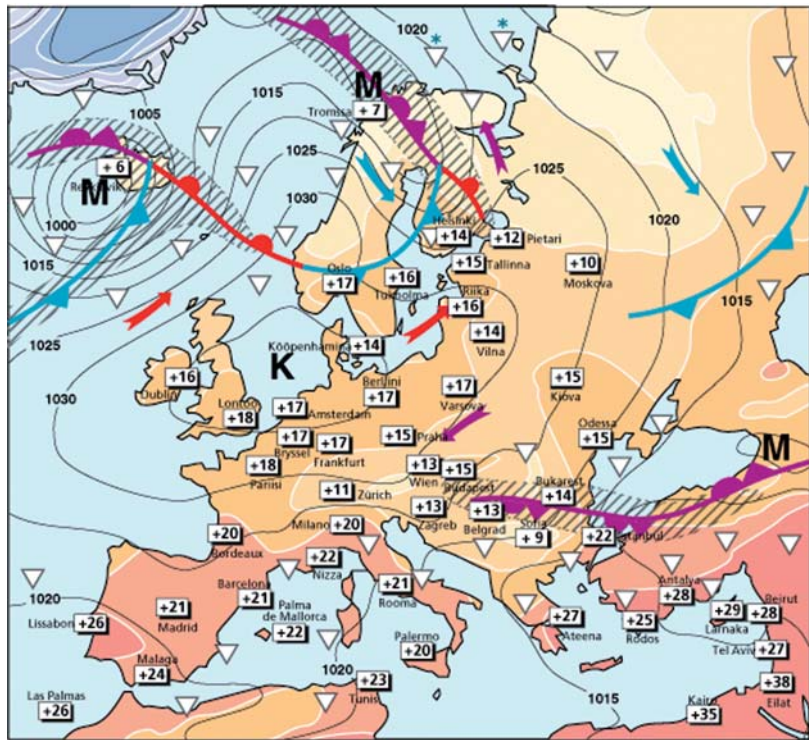 1020
1005
1015
M
Tromssa
+ 7
1025
1025
+ 6
Reykjavik
M
1000
1030
1020
Helsinki
+14
+12
Pietari
1015
+15
Tallinna
+10
Moskova
Oslo
+17
+16
Tukholma
Riika
+16
1015
1025
Kööpenhamina
+14
+14
Vilna
K
+16
Dublin
Berliini
+17
+17
Varsova
+15
Kiova
1030
Lontoo
+18
+17
Amsterdam
+17
Bryssel
+17
Frankfurt
+15
Praha
Odessa
+15
M
+18
Pariisi
+13
Wien
+15
Budapest
Bukarest
+14
+11
Zürich
+13
Zagreb
+13
Belgrad
Sofia
+ 9
+22
Istanbul
+20
Bordeaux
Milano
+20
+22
Nizza
1020
Barcelona
+21
+21
Rooma
Antalya
+28
Beirut
+28
+29
Larnaka
Lissabon
+26
+21
Madrid
Palma
de Mallorca
+22
+27
Ateena
+25
Rodos
Palermo
+20
Tel Aviv
+27
Malaga
+24
1020
+23
Tunis
1015
+38
Eilat
Las Palmas
+26
Kairo
+35